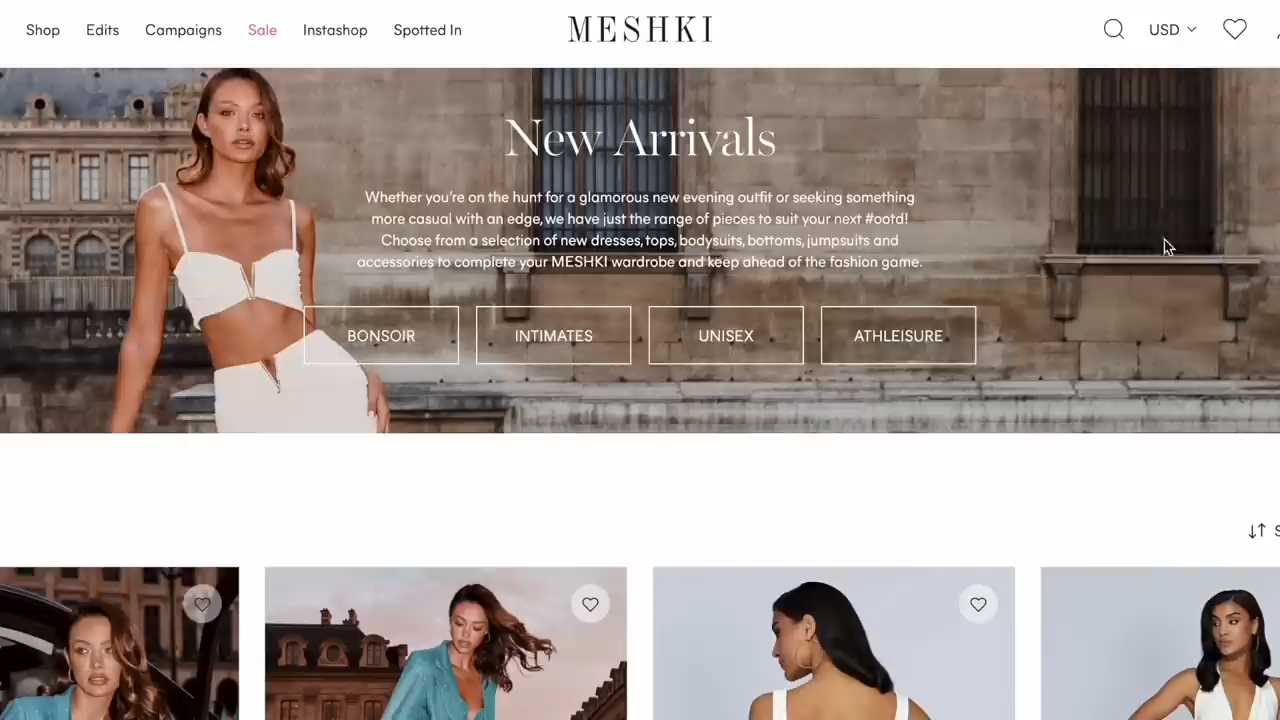 Shop Edits Campaigns Sale Instashop Spotted In MESHKI USD
New Arrivals
Whether you're on the hunt for a glamorous new evening outfit or seeking something
more casual with an edge, we have just the range of pieces to suit your next #ootd!
Choose from a selection of new dresses, tops, bodysuits, bottoms, jumpsuits and
accessories to complete your MESHKI wardrobe and keep ahead of the fashion game.
BONSOIR INTIMATES UNISEX ATHLEISURE